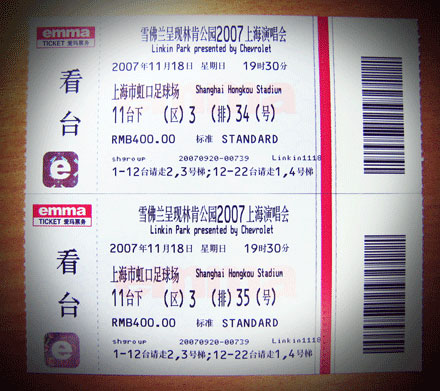 emma
TICKET 爱玛票务
看台
e
雪佛兰呈现林肯公园2007上海演唱会
Linkin Park presented by Chevrolet
2007年11月18日 星期日 19时30分
上海市虹口足球场 Shanghai Hongkou Stadium
11台下 (区) 3 (排) 34 (号)
RMB400.00 标准 STANDARD
shgroup 20070920-00739 Linkin1118
1-12台请走2,3号梯;12-22台请走1,4号梯
emma
TICKET 爱玛票务
看台
e
雪佛兰呈现林肯公园2007上海演唱会
Linkin Park presented by Chevrolet
2007年11月18日 星期日 19时30分
上海市虹口足球场 Shanghai Hongkou Stadium
11台下 (区) 3 (排) 35 (号)
RMB400.00 标准 STANDARD
shgroup 20070920-00739 Linkin1118
1-12台请走2,3号梯;12-22台请走1,4号梯